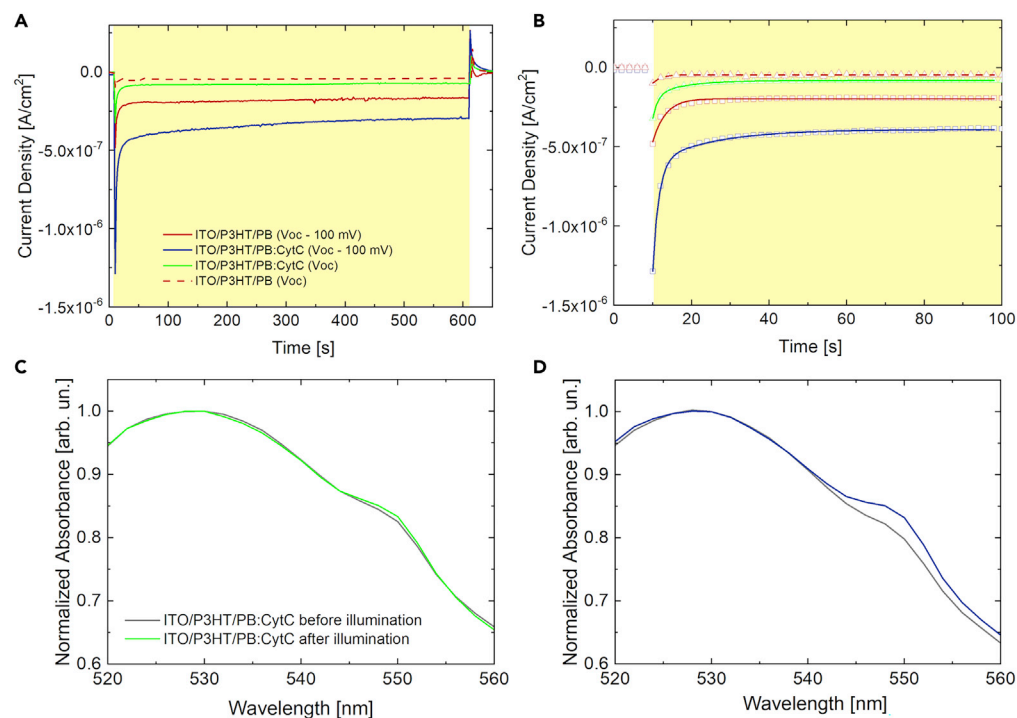 A
0.0
-5.0x10⁻⁷
-1.0x10⁻⁶
-1.5x10⁻⁶
Current Density [A/cm²]
ITO/P3HT/PB (Voc - 100 mV)
ITO/P3HT/PB:CytC (Voc - 100 mV)
ITO/P3HT/PB:CytC (Voc)
ITO/P3HT/PB (Voc)
0 100 200 300 400 500 600
Time [s]
B
0.0
-5.0x10⁻⁷
-1.0x10⁻⁶
-1.5x10⁻⁶
Current Density [A/cm²]
0 20 40 60 80 100
Time [s]
C
1.0
0.9
0.8
0.7
0.6
Normalized Absorbance [arb. un.]
ITO/P3HT/PB:CytC before illumination
ITO/P3HT/PB:CytC after illumination
520 530 540 550 560
Wavelength [nm]
D
1.0
0.9
0.8
0.7
0.6
Normalized Absorbance [arb. un.]
520 530 540 550 560
Wavelength [nm]